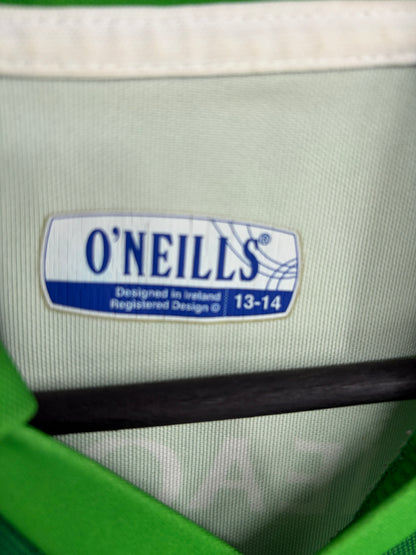 O'NEILLS®
Designed in Ireland
Registered Design © 13-14